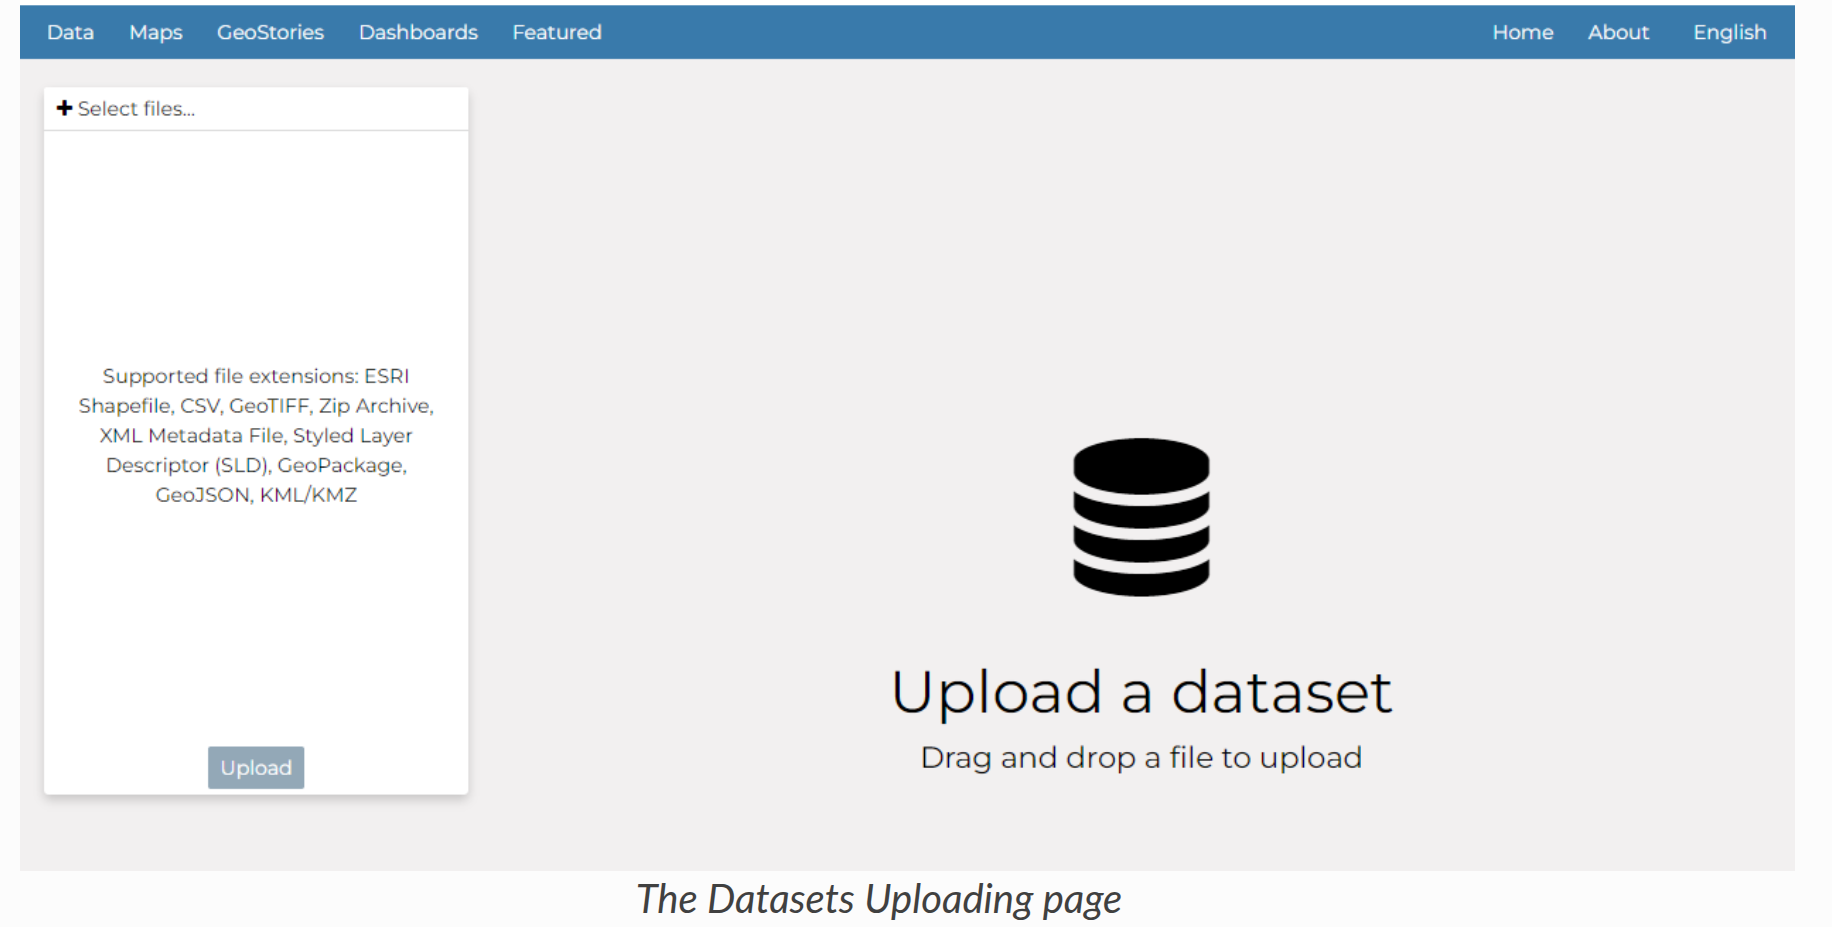 Data Maps GeoStories Dashboards Featured Home About English
Select files...
Supported file extensions: ESRI
Shapefile, CSV, GeoTIFF, Zip Archive,
XML Metadata File, Styled Layer
Descriptor (SLD), GeoPackage,
GeoJSON, KML/KMZ
Upload
Upload a dataset
Drag and drop a file to upload
The Datasets Uploading page